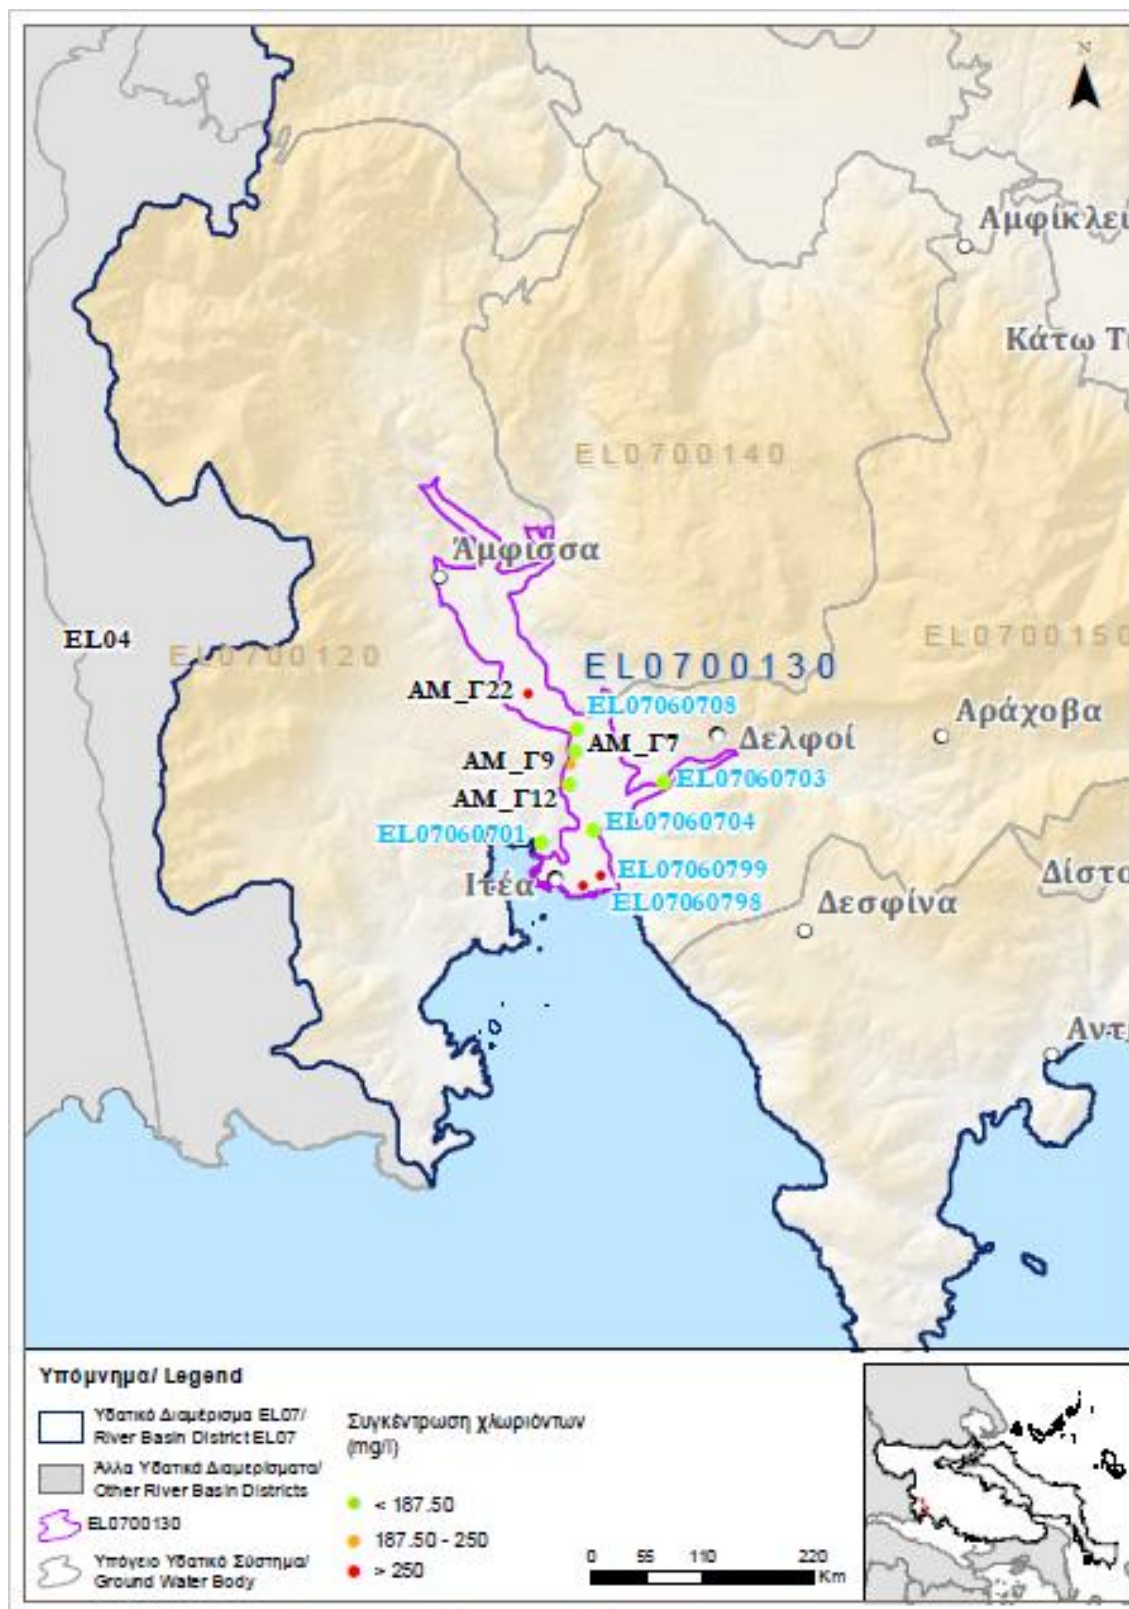 N
Αμφίκλει
Κάτω Τι
EL0700140
Άμφισσα
EL04
EL0700120
EL0700130
EL0700150
ΑΜ_Γ22
EL07060708
Αράχοβα
ΑΜ_Γ7
Δελφοί
ΑΜ_Γ9
EL07060703
ΑΜ_Γ12
EL07060704
EL07060701
EL07060799
Ιτέα
Δίστο
EL07060798
Δεσφίνα
Αντι
Υπόμνημα/ Legend
Υδατικό Διαμέρισμα EL07/
River Basin District EL07
Άλλα Υδατικά Διαμερίσματα/
Other River Basin Districts
EL0700130
Υπόγειο Υδατικό Σύστημα/
Ground Water Body
Συγκέντρωση χλωριόντων
(mg/l)
< 187.50
187.50 - 250
> 250
0 55 110 220
Km